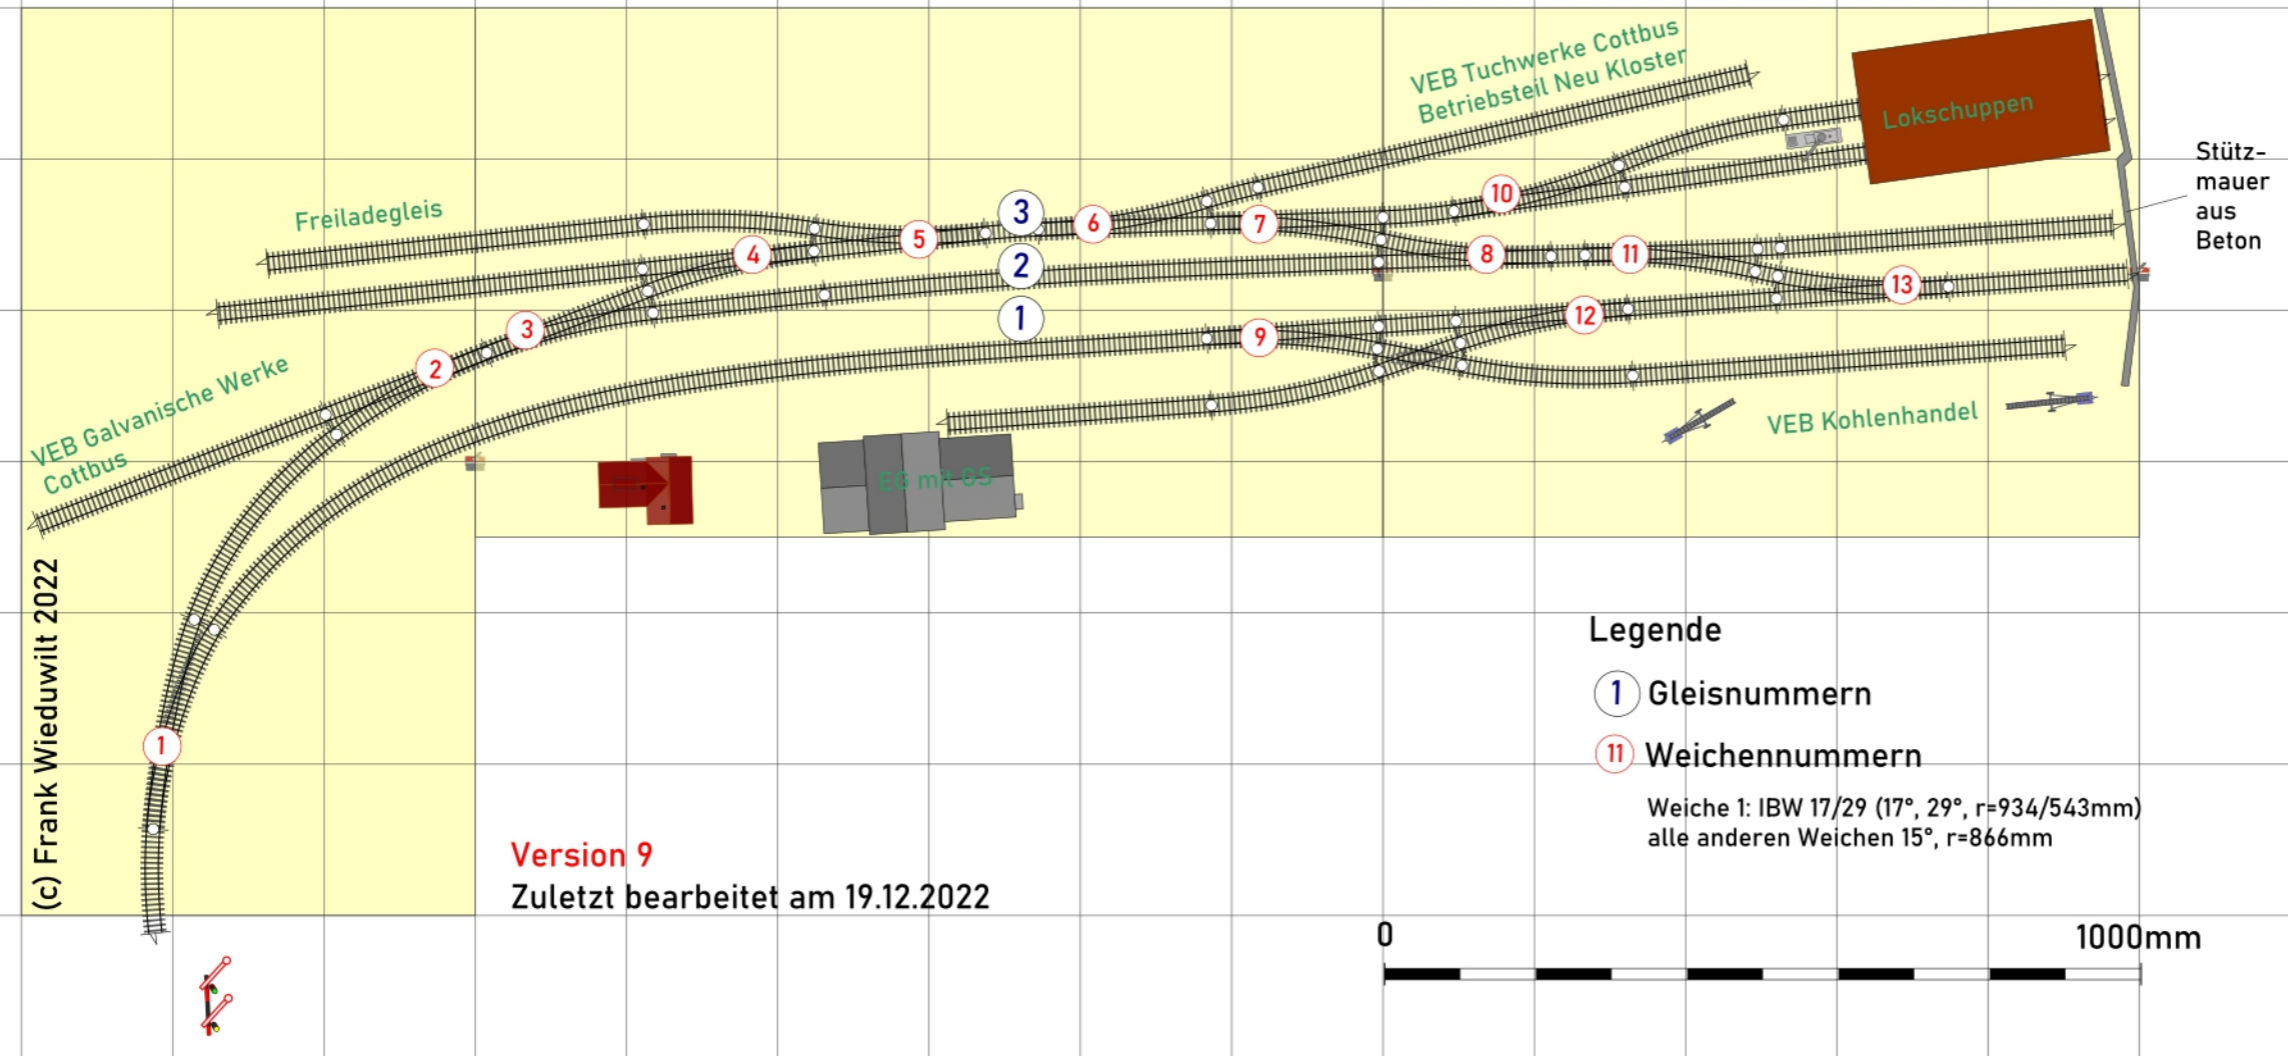 VEB Tuchwerke Cottbus
Betriebsteil Neu Kloster
Lokschuppen
Stütz-
mauer
aus
Beton
Freiladegleis
3
2
1
1
2
3
4
5
6
7
8
9
10
11
12
13
VEB Galvanische Werke
Cottbus
EG mit GS
VEB Kohlenhandel
(c) Frank Wieduwilt 2022
Legende
1 Gleisnummern
11 Weichennummern
Weiche 1: IBW 17/29 (17°, 29°, r=934/543mm)
alle anderen Weichen 15°, r=866mm
Version 9
Zuletzt bearbeitet am 19.12.2022
0
1000mm